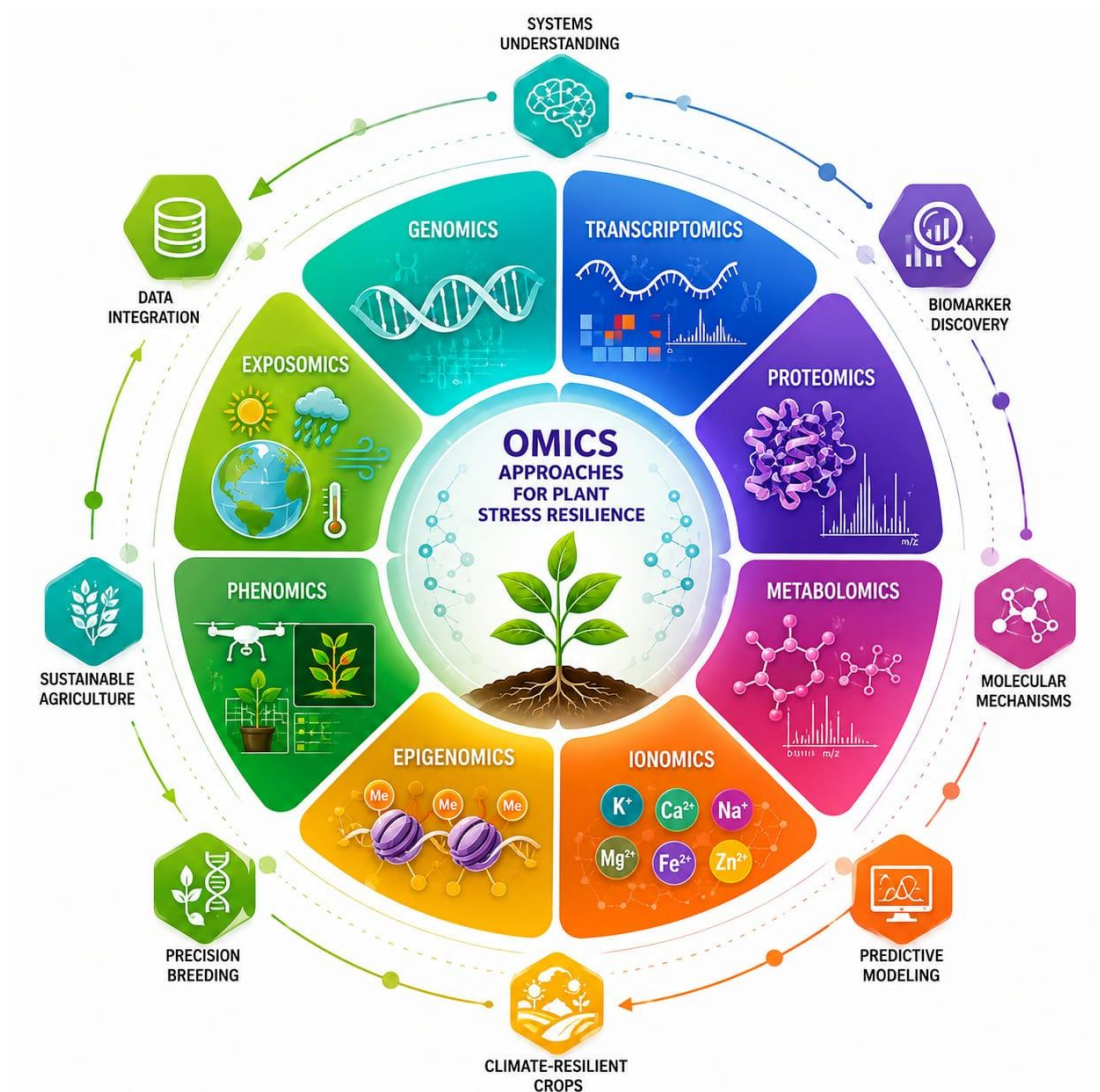 SYSTEMS
UNDERSTANDING
GENOMICS
TRANSCRIPTOMICS
DATA
INTEGRATION
BIOMARKER
DISCOVERY
EXPOSOMICS
PROTEOMICS
m/z
OMICS
APPROACHES
FOR PLANT
STRESS RESILIENCE
PHENOMICS
METABOLOMICS
m/z
SUSTAINABLE
AGRICULTURE
MOLECULAR
MECHANISMS
EPIGENOMICS
Me
Me
Me
IONOMICS
K⁺
Ca²⁺
Na⁺
Mg²⁺
Fe²⁺
Zn²⁺
PRECISION
BREEDING
PREDICTIVE
MODELING
CLIMATE-RESILIENT
CROPS